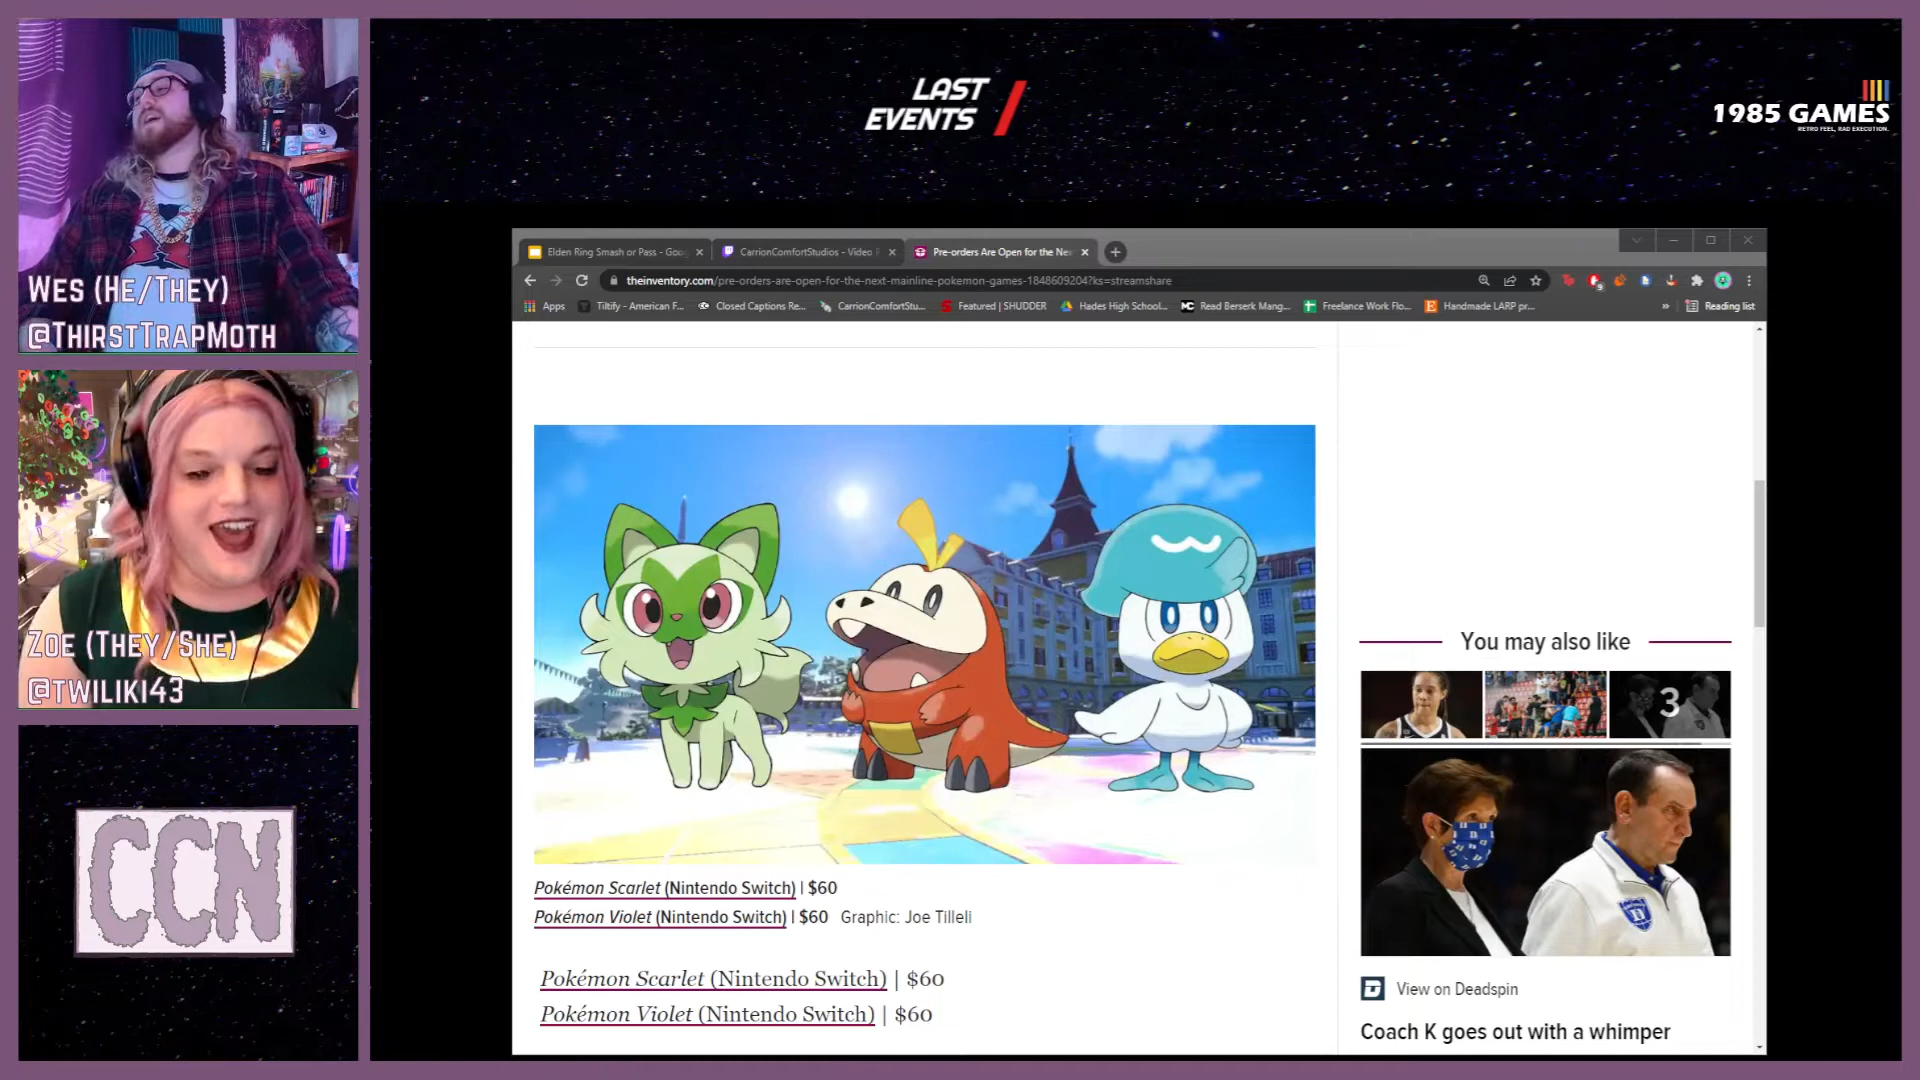 WES (HE/THEY)
@THIRSTTRAPMOTH
ZOE (THEY/SHE)
@TWILIKI43
CCN
LAST
EVENTS
1985 GAMES
RETRO FEEL, RAD EXECUTION.
Elden Ring Smash or Pass - Goo
CarrionComfortStudios - Video
Pre-orders Are Open for the Nex
theinventory.com/pre-orders-are-open-for-the-next-mainline-pokemon-games-1848609204?ks=streamshare
Apps
Tiltify - American F...
Closed Captions Re...
CarrionComfortStu...
Featured | SHUDDER
Hades High School...
Read Berserk Mang...
Freelance Work Flo...
Handmade LARP pr...
»
Reading list
Pokémon Scarlet (Nintendo Switch) | $60
Pokémon Violet (Nintendo Switch) | $60 Graphic: Joe Tilleli
Pokémon Scarlet (Nintendo Switch) | $60
Pokémon Violet (Nintendo Switch) | $60
You may also like
3
View on Deadspin
Coach K goes out with a whimper